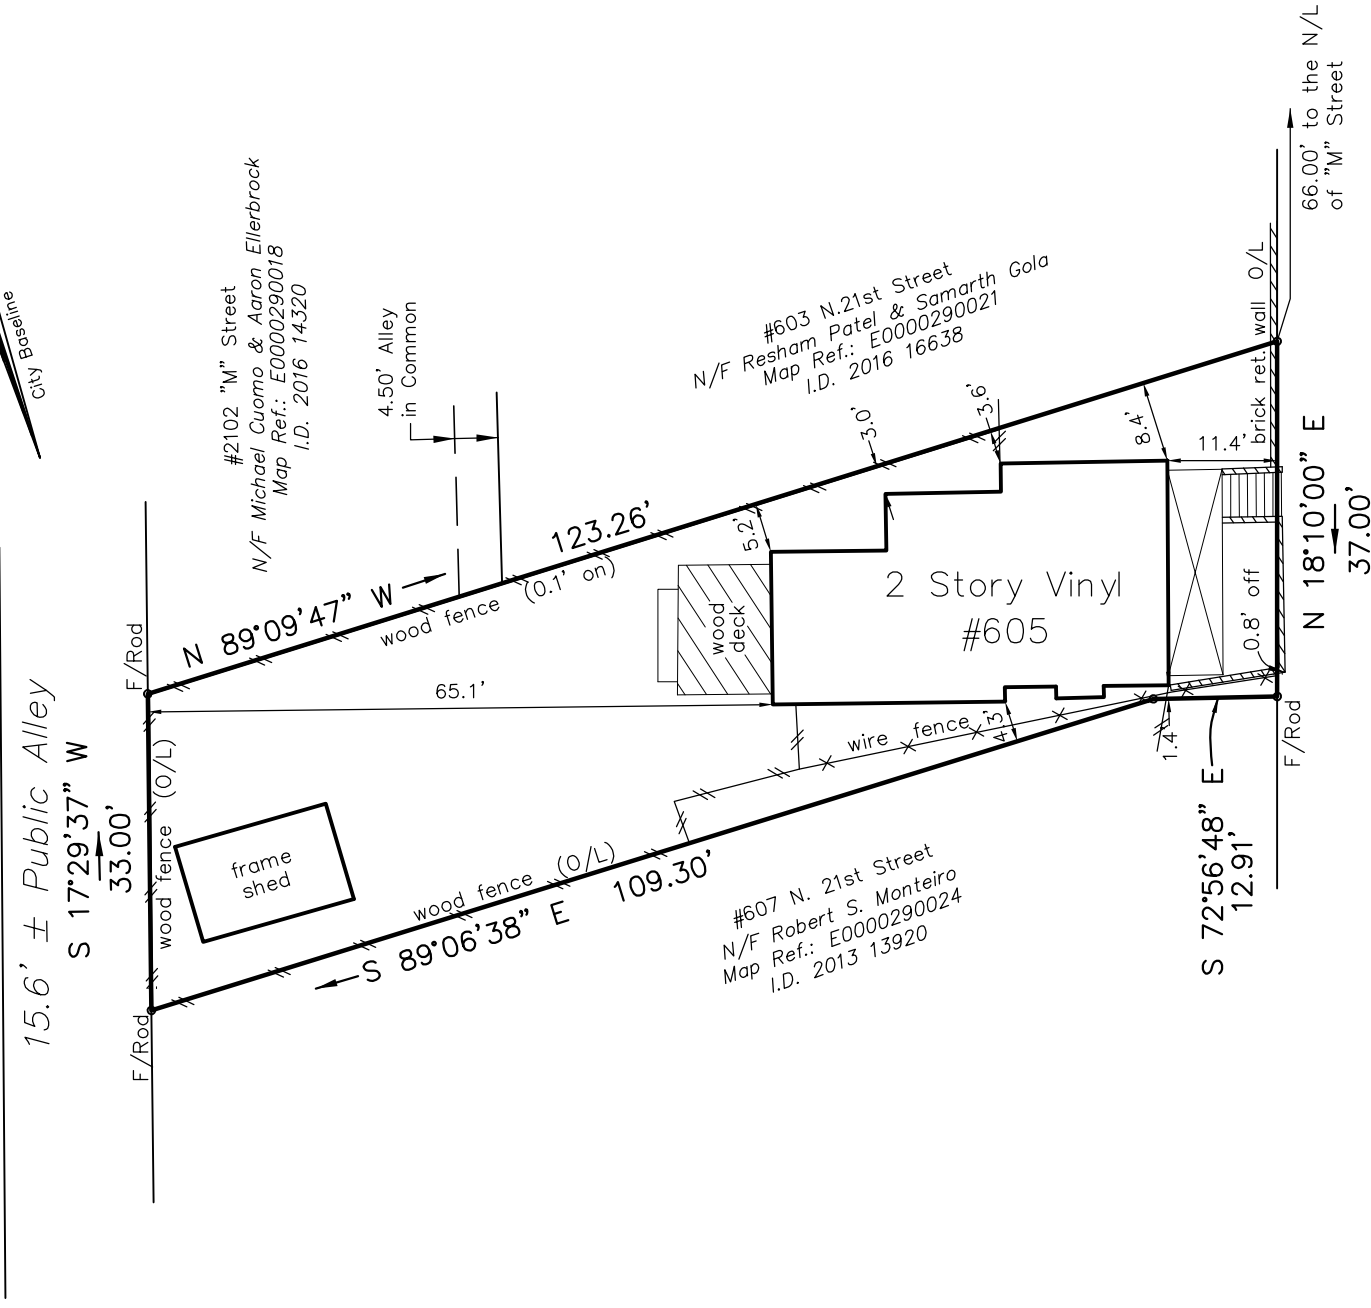 City Baseline
15.6' ± Public Alley
S 17°29'37" W
33.00'
F/Rod
F/Rod
wood fence (O/L)
frame
shed
#2102 "M" Street
N/F Michael Cuomo & Aaron Ellerbrock
Map Ref.: E0000290018
I.D. 2016 14320
4.50' Alley
in Common
N 89°09'47" W
123.26'
wood fence (0.1' on)
65.1'
#603 N.21st Street
N/F Resham Patel & Samarth Gola
Map Ref.: E0000290021
I.D. 2016 16638
5.2'
3.0'
3.6'
8.4'
11.4'
wood
deck
2 Story Vinyl
#605
brick ret. wall O/L
66.00' to the N/L
of "M" Street
0.8' off
N 18°10'00" E
37.00'
F/Rod
wire fence
4.3'
1.4'
S 72°56'48" E
12.91'
wood fence (O/L)
S 89°06'38" E
109.30'
#607 N. 21st Street
N/F Robert S. Monteiro
Map Ref.: E0000290024
I.D. 2013 13920